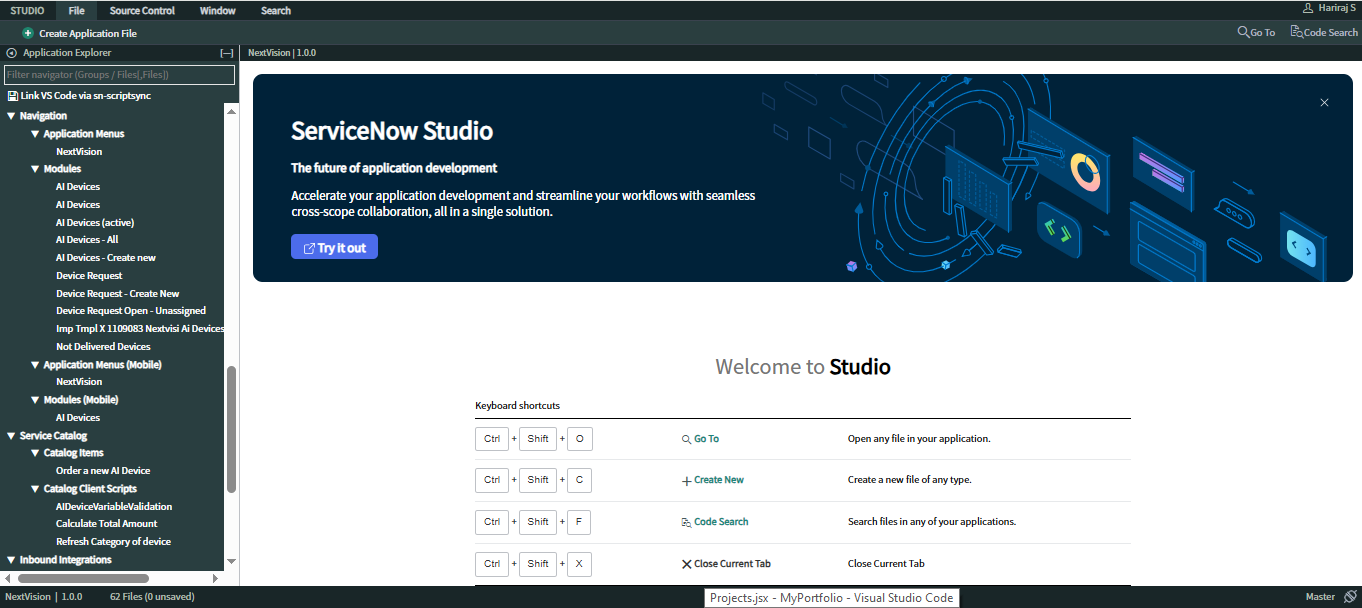 STUDIO File Source Control Window Search Hariraj S
Create Application File Go To Code Search
Application Explorer [—] NextVision | 1.0.0
Filter navigator (Groups / Files[,Files])
Link VS Code via sn-scriptsync
Navigation
Application Menus
NextVision
Modules
AI Devices
AI Devices
AI Devices (active)
AI Devices - All
AI Devices - Create new
Device Request
Device Request - Create New
Device Request Open - Unassigned
Imp Tmpl X 1109083 Nextvisi Ai Devices
Not Delivered Devices
Application Menus (Mobile)
NextVision
Modules (Mobile)
AI Devices
Service Catalog
Catalog Items
Order a new AI Device
Catalog Client Scripts
AIDeviceVariableValidation
Calculate Total Amount
Refresh Category of device
Inbound Integrations
ServiceNow Studio
The future of application development
Accelerate your application development and streamline your workflows with seamless
cross-scope collaboration, all in a single solution.
Try it out
Welcome to Studio
Keyboard shortcuts
Ctrl + Shift + O Go To Open any file in your application.
Ctrl + Shift + C Create New Create a new file of any type.
Ctrl + Shift + F Code Search Search files in any of your applications.
Ctrl + Shift + X Close Current Tab Close Current Tab
NextVision | 1.0.0 62 Files (0 unsaved) Projects.jsx - MyPortfolio - Visual Studio Code Master